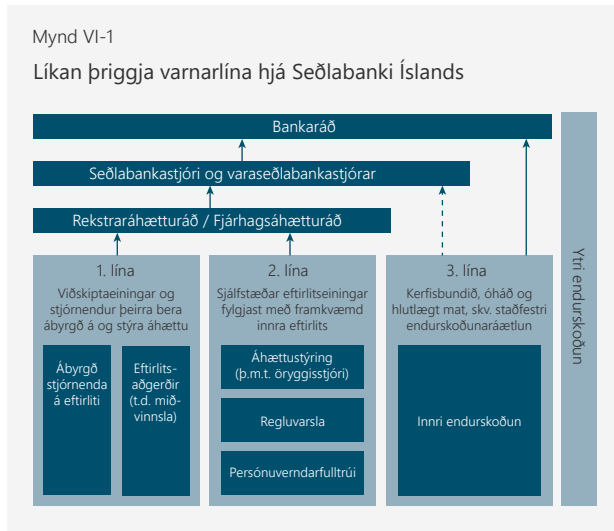 Mynd VI-1
Líkan þriggja varnarlína hjá Seðlabanki Íslands
Bankaráð
Seðlabankastjóri og varaseðlabankastjórar
Rekstraráhætturáð / Fjárhagsáhætturáð
1. lína
Viðskiptaeiningar og
stjórnendur þeirra bera
ábyrgð á og stýra áhættu
Ábyrgð
stjórnenda
á eftirliti
Eftirlits-
aðgerðir
(t.d. mið-
vinnsla)
2. lína
Sjálfstæðar eftirlitseiningar
fylgjast með framkvæmd
innra eftirlits
Áhættustýring
(þ.m.t. öryggisstjóri)
Regluvarsla
Persónuverndarfulltrúi
3. lína
Kerfisbundið, óháð og
hlutlægt mat, skv. staðfestri
endurskoðunaráætlun
Innri endurskoðun
Ytri endurskoðun